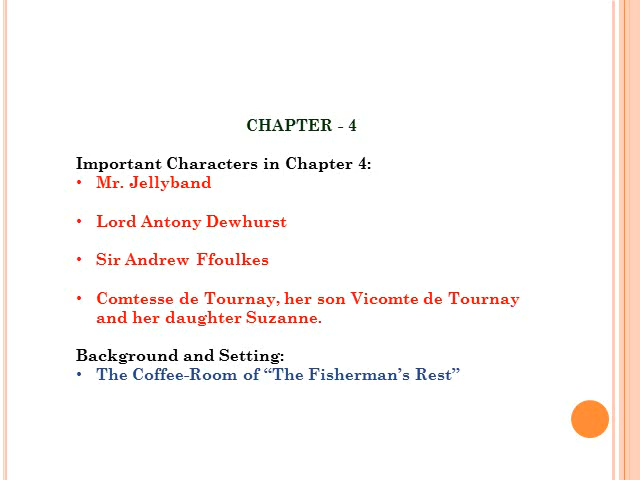 CHAPTER - 4
Important Characters in Chapter 4:
• Mr. Jellyband
• Lord Antony Dewhurst
• Sir Andrew Ffoulkes
• Comtesse de Tournay, her son Vicomte de Tournay
and her daughter Suzanne.
Background and Setting:
• The Coffee-Room of “The Fisherman’s Rest”